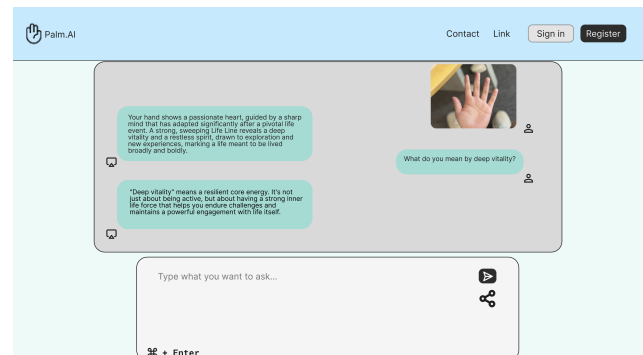 Palm.AI
Contact Link Sign in Register
Your hand shows a passionate heart, guided by a sharp
mind that has adapted significantly after a pivotal life
event. A strong, sweeping Life Line reveals a deep
vitality and a restless spirit, drawn to exploration and
new experiences, marking a life meant to be lived
broadly and boldly.
What do you mean by deep vitality?
"Deep vitality" means a resilient core energy. It's not
just about being active, but about having a strong inner
life force that helps you endure challenges and
maintains a powerful engagement with life itself.
Type what you want to ask...
⌘ + Enter